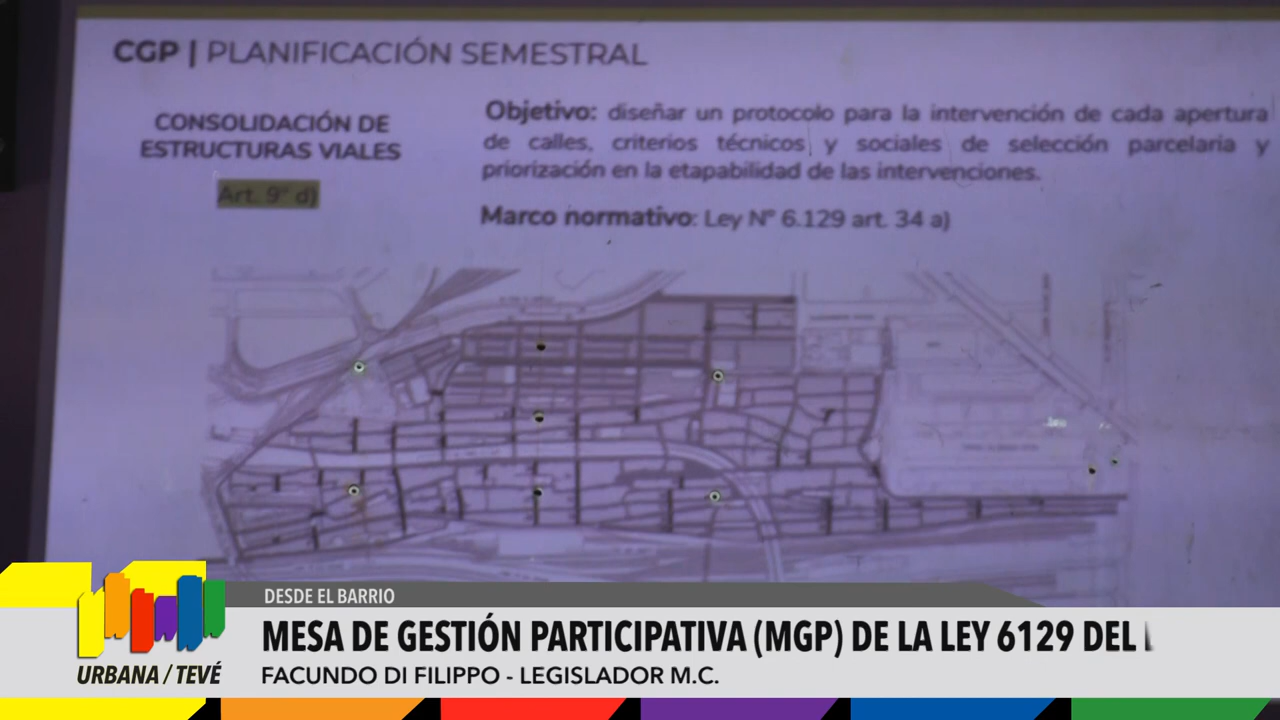 CGP | PLANIFICACIÓN SEMESTRAL
CONSOLIDACIÓN DE
ESTRUCTURAS VIALES
Art. 9° d)
Objetivo: diseñar un protocolo para la intervención de cada apertura
de calles, criterios técnicos y sociales de selección parcelaria y
priorización en la etapabilidad de las intervenciones.
Marco normativo: Ley Nº 6.129 art. 34 a)
DESDE EL BARRIO
MESA DE GESTIÓN PARTICIPATIVA (MGP) DE LA LEY 6129 DEL
FACUNDO DI FILIPPO - LEGISLADOR M.C.
URBANA / TEVÉ